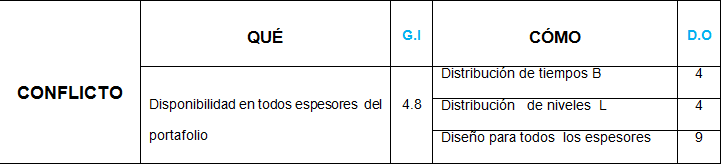 QUÉ G.I CÓMO D.O
CONFLICTO
Disponibilidad en todos espesores del
portafolio
4.8
Distribución de tiempos B 4
Distribución de niveles L 4
Diseño para todos los espesores 9